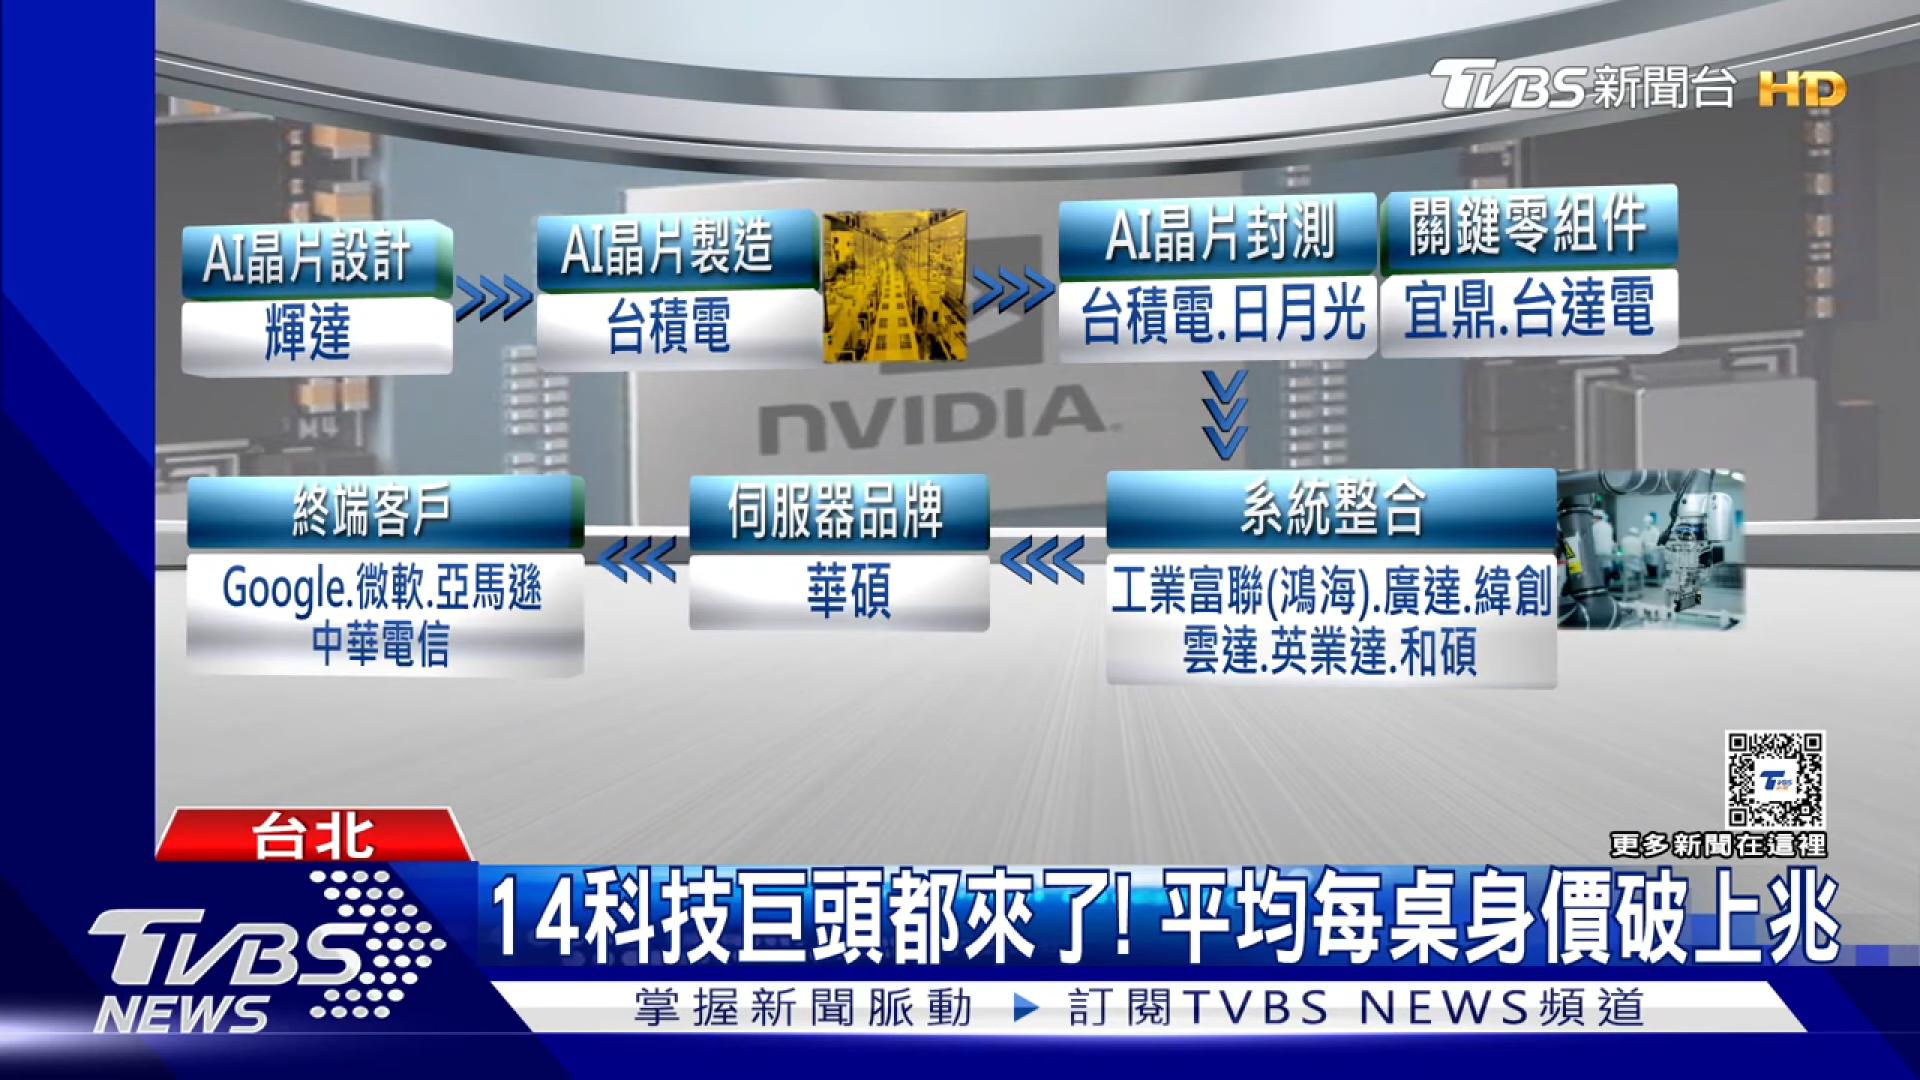 TVBS新聞台 HD
AI晶片設計
輝達
AI晶片製造
台積電
AI晶片封測
台積電.日月光
關鍵零組件
宜鼎.台達電
nVIDIA
系統整合
工業富聯(鴻海).廣達.緯創
雲達.英業達.和碩
伺服器品牌
華碩
終端客戶
Google.微軟.亞馬遜
中華電信
TVBS
更多新聞在這裡
台北
14科技巨頭都來了! 平均每桌身價破上兆
TVBS
NEWS
掌握新聞脈動 ▶ 訂閱TVBS NEWS頻道